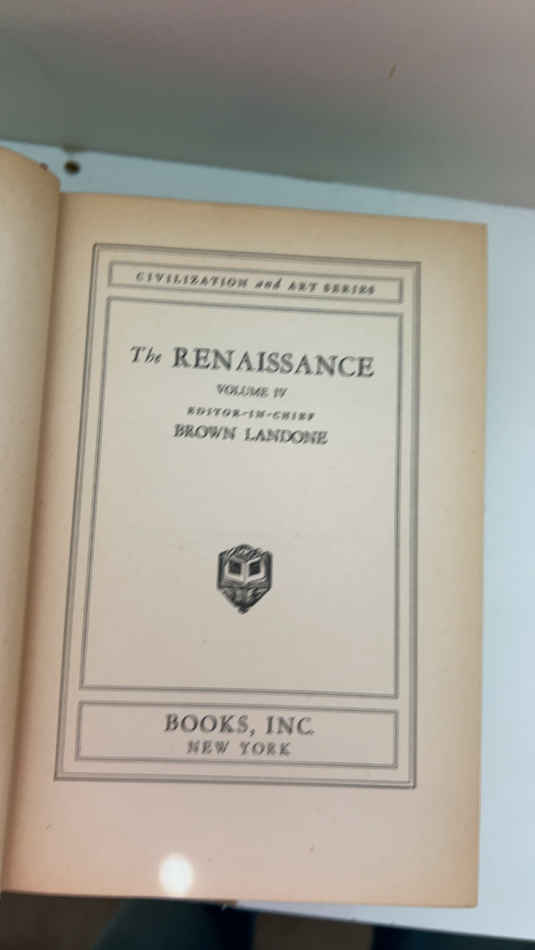 CIVILIZATION and ART SERIES
The RENAISSANCE
VOLUME IV
EDITOR-IN-CHIEF
BROWN LANDONE
BOOKS, INC.
NEW YORK